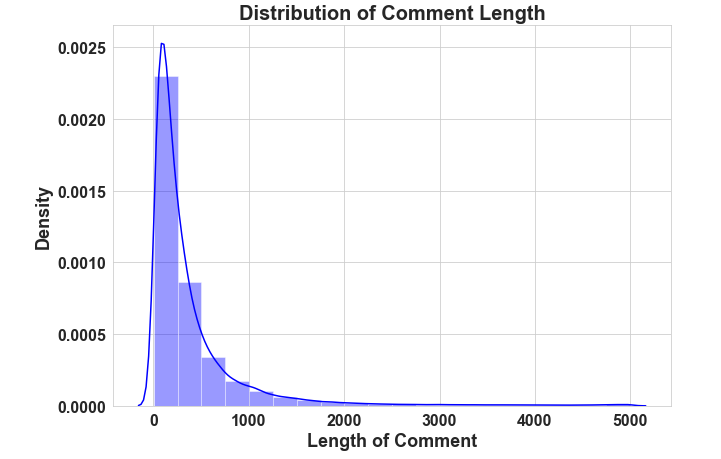 Distribution of Comment Length
0.0025
0.0020
0.0015
0.0010
0.0005
0.0000
Density
0 1000 2000 3000 4000 5000
Length of Comment